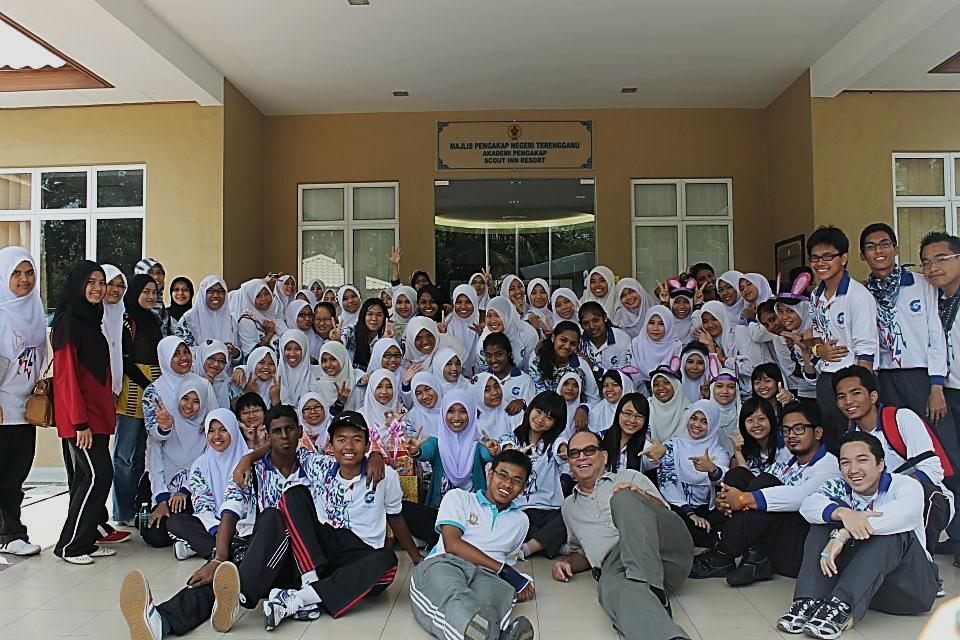 MAJLIS PENGAKAP NEGERI TERENGGANU
AKADEMI PENGAKAP
SCOUT INN RESORT